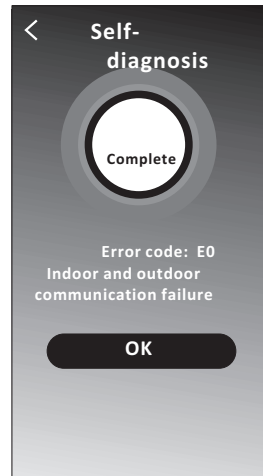 Self-
diagnosis
Complete
Error code: E0
Indoor and outdoor
communication failure
OK